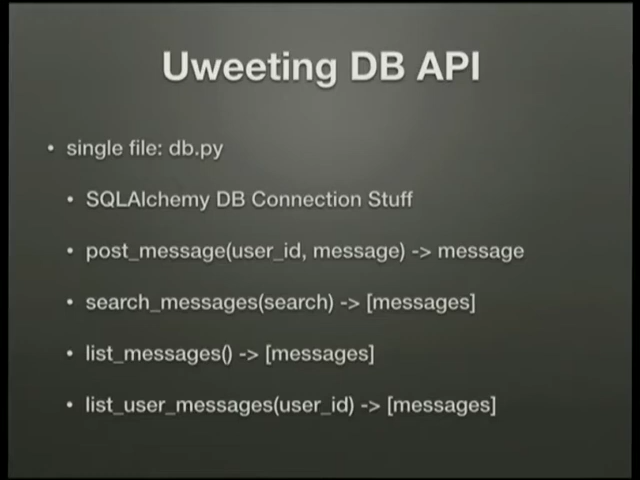 Uweeting DB API
• single file: db.py
• SQLAlchemy DB Connection Stuff
• post_message(user_id, message) -> message
• search_messages(search) -> [messages]
• list_messages() -> [messages]
• list_user_messages(user_id) -> [messages]